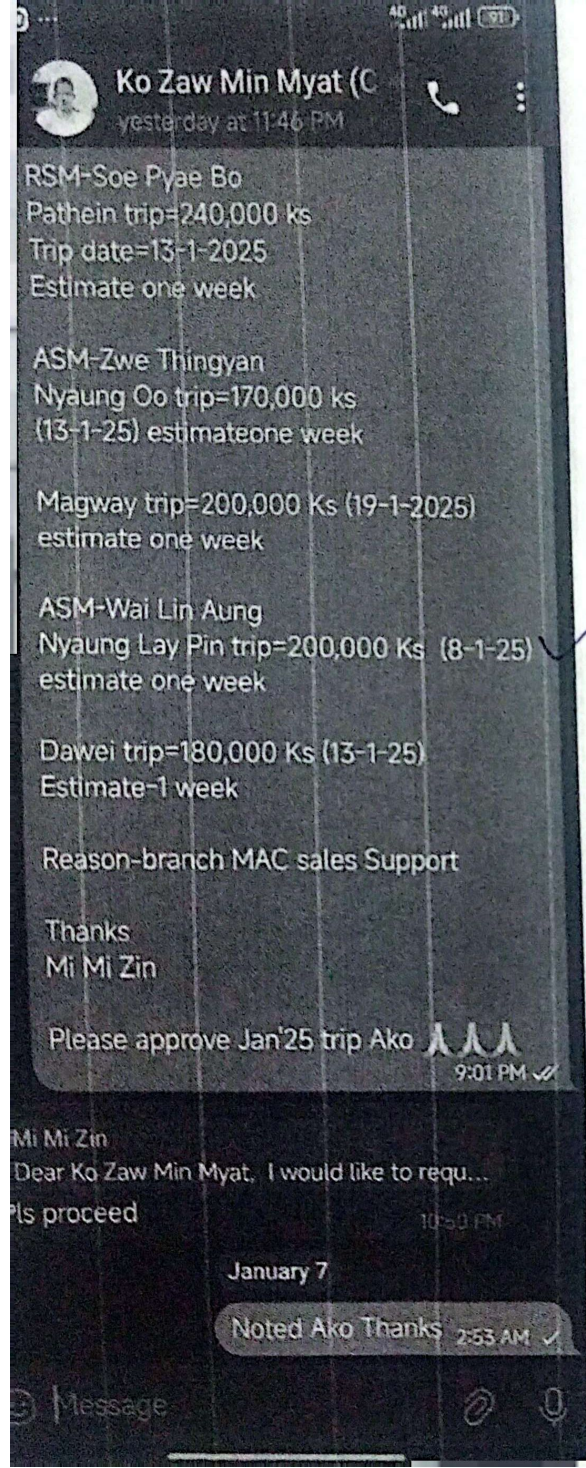 4G 4G 91
Ko Zaw Min Myat (C
yesterday at 11:46 PM
RSM-Soe Pyae Bo
Pathein trip=240,000 ks
Trip date=13-1-2025
Estimate one week
ASM-Zwe Thingyan
Nyaung Oo trip=170,000 ks
(13-1-25) estimateone week
Magway trip=200,000 Ks (19-1-2025)
estimate one week
ASM-Wai Lin Aung
Nyaung Lay Pin trip=200,000 Ks (8-1-25)
estimate one week
Dawei trip=180,000 Ks (13-1-25)
Estimate-1 week
Reason-branch MAC sales Support
Thanks
Mi Mi Zin
Please approve Jan'25 trip Ako 🙏🙏🙏
9:01 PM
Mi Mi Zin
Dear Ko Zaw Min Myat, I would like to requ...
Pls proceed
January 7
Noted Ako Thanks 2:53 AM
Message